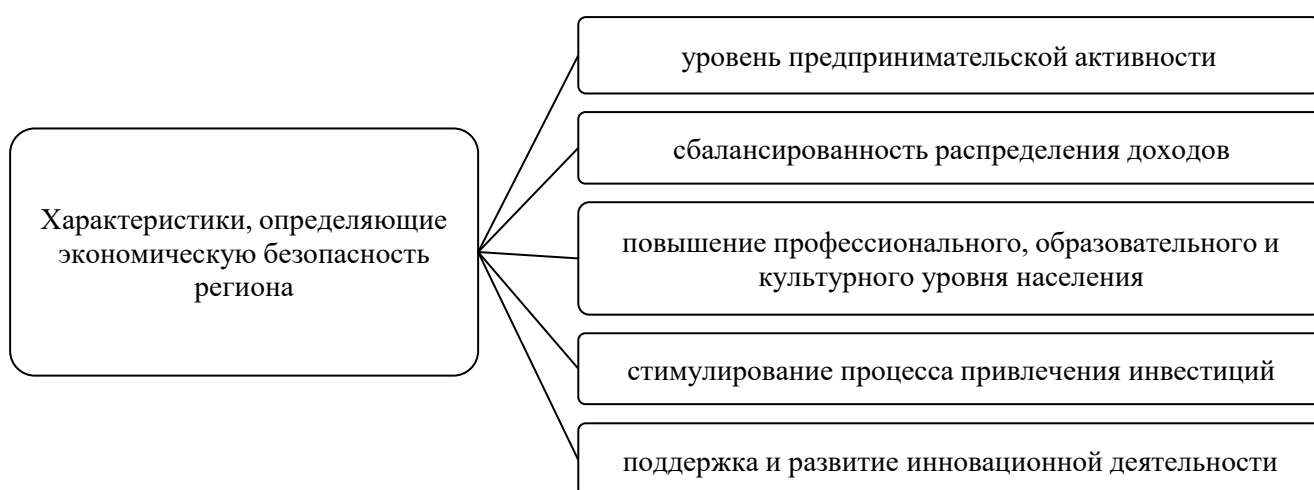 Характеристики, определяющие
экономическую безопасность
региона
уровень предпринимательской активности
сбалансированность распределения доходов
повышение профессионального, образовательного и
культурного уровня населения
стимулирование процесса привлечения инвестиций
поддержка и развитие инновационной деятельности